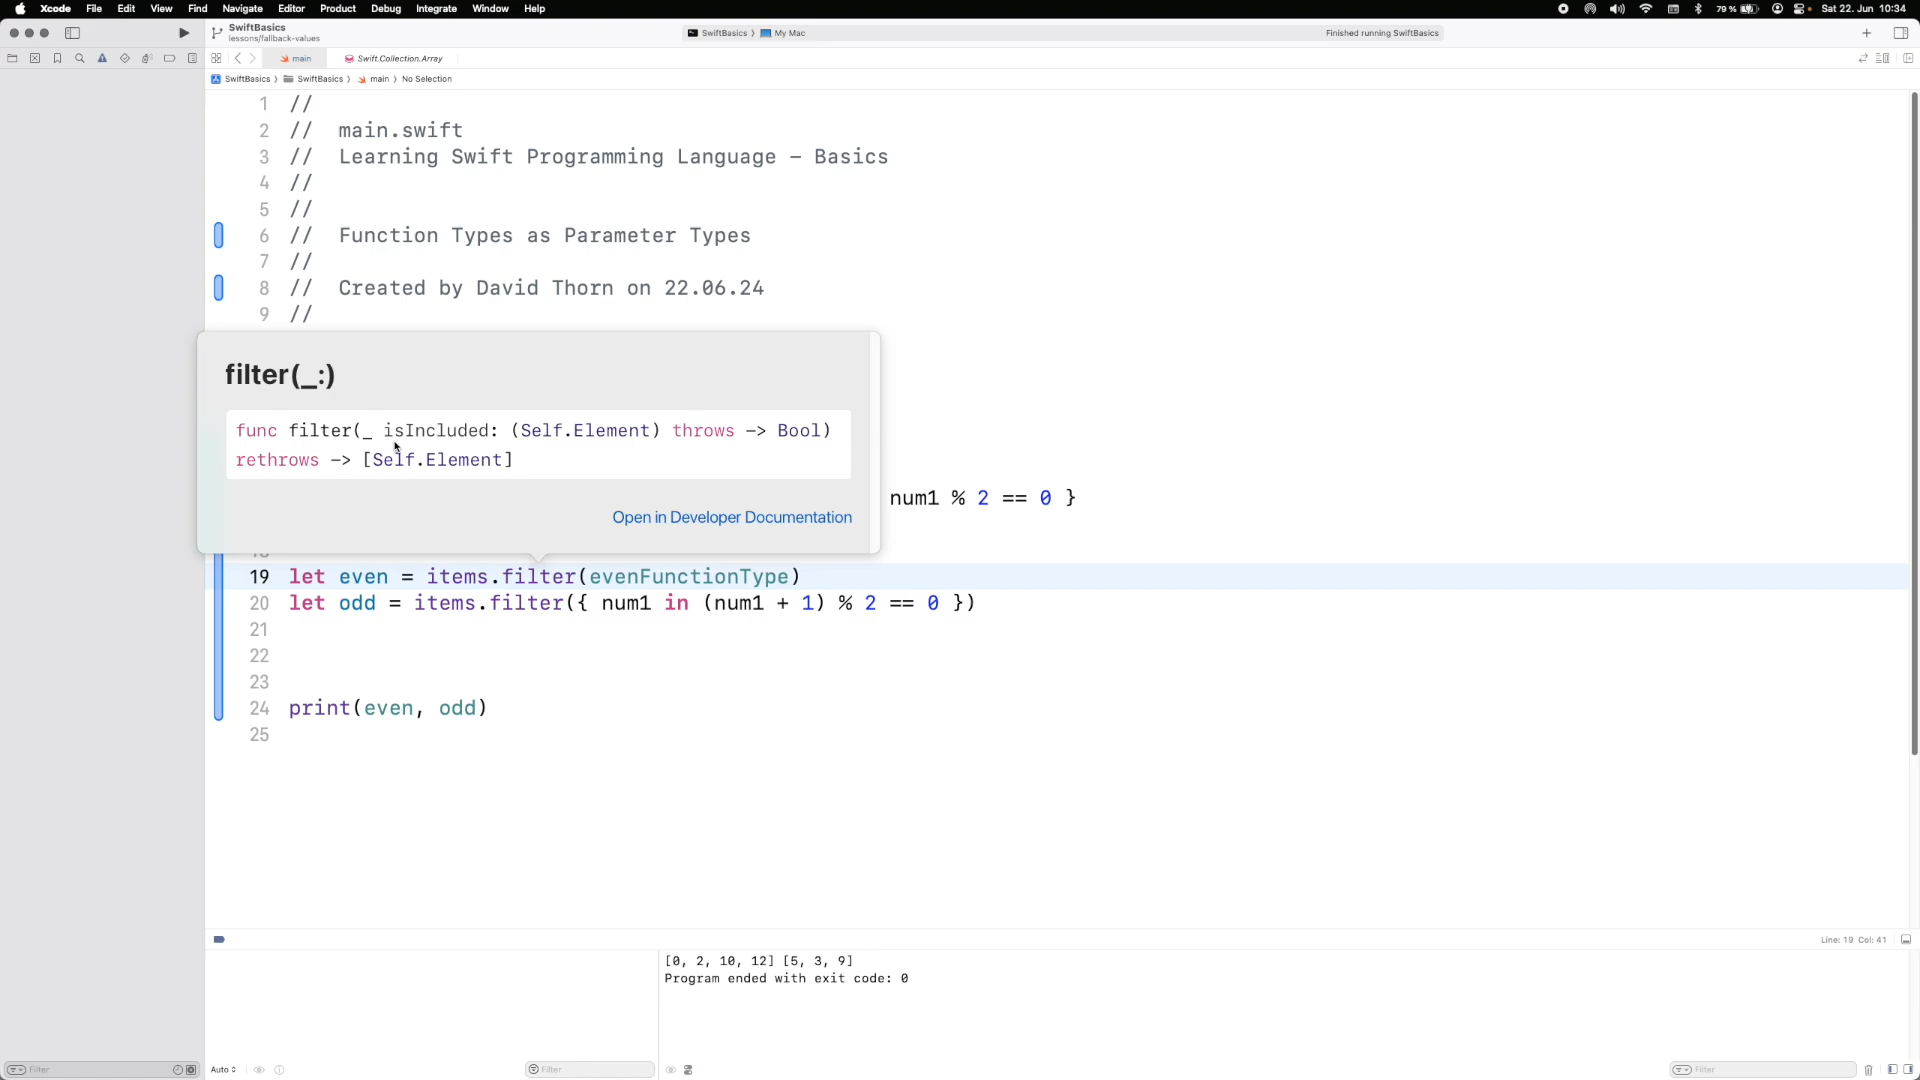 Xcode File Edit View Find Navigate Editor Product Debug Integrate Window Help
79 % Sat 22. Jun 10:34
SwiftBasics
lessons/fallback-values
SwiftBasics 〉 My Mac
Finished running SwiftBasics
main Swift.Collection.Array
SwiftBasics 〉 SwiftBasics 〉 main 〉 No Selection
1 //
2 // main.swift
3 // Learning Swift Programming Language – Basics
4 //
5 //
6 // Function Types as Parameter Types
7 //
8 // Created by David Thorn on 22.06.24
9 //
filter(_:)
func filter(_ isIncluded: (Self.Element) throws -> Bool)
rethrows -> [Self.Element]
num1 % 2 == 0 }
Open in Developer Documentation
19 let even = items.filter(evenFunctionType)
20 let odd = items.filter({ num1 in (num1 + 1) % 2 == 0 })
21
22
23
24 print(even, odd)
25
Line: 19 Col: 41
[0, 2, 10, 12] [5, 3, 9]
Program ended with exit code: 0
Filter
Auto
Filter
Filter